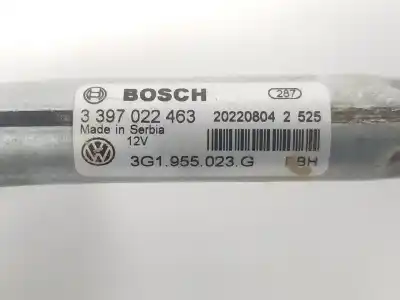 BOSCH 287
3 397 022 463 20220804 2 525
Made in Serbia
12V
3G1.955.023.G